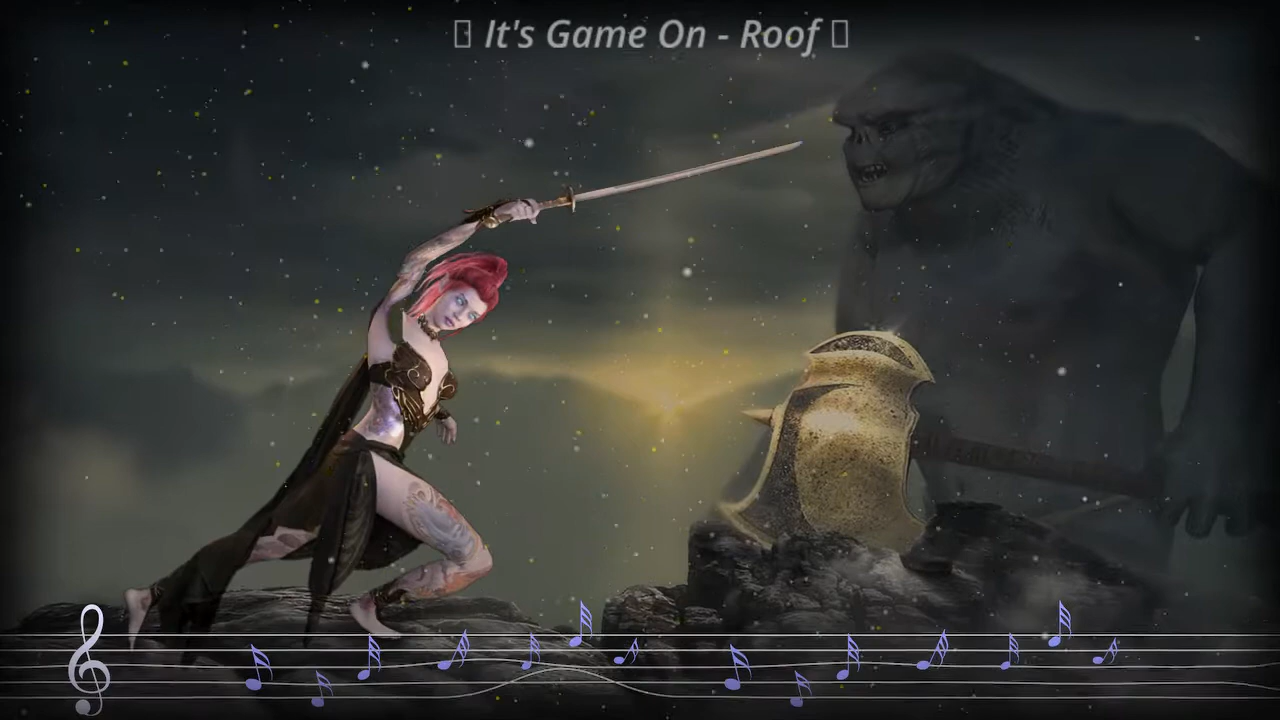 ▯ It's Game On - Roof ▯